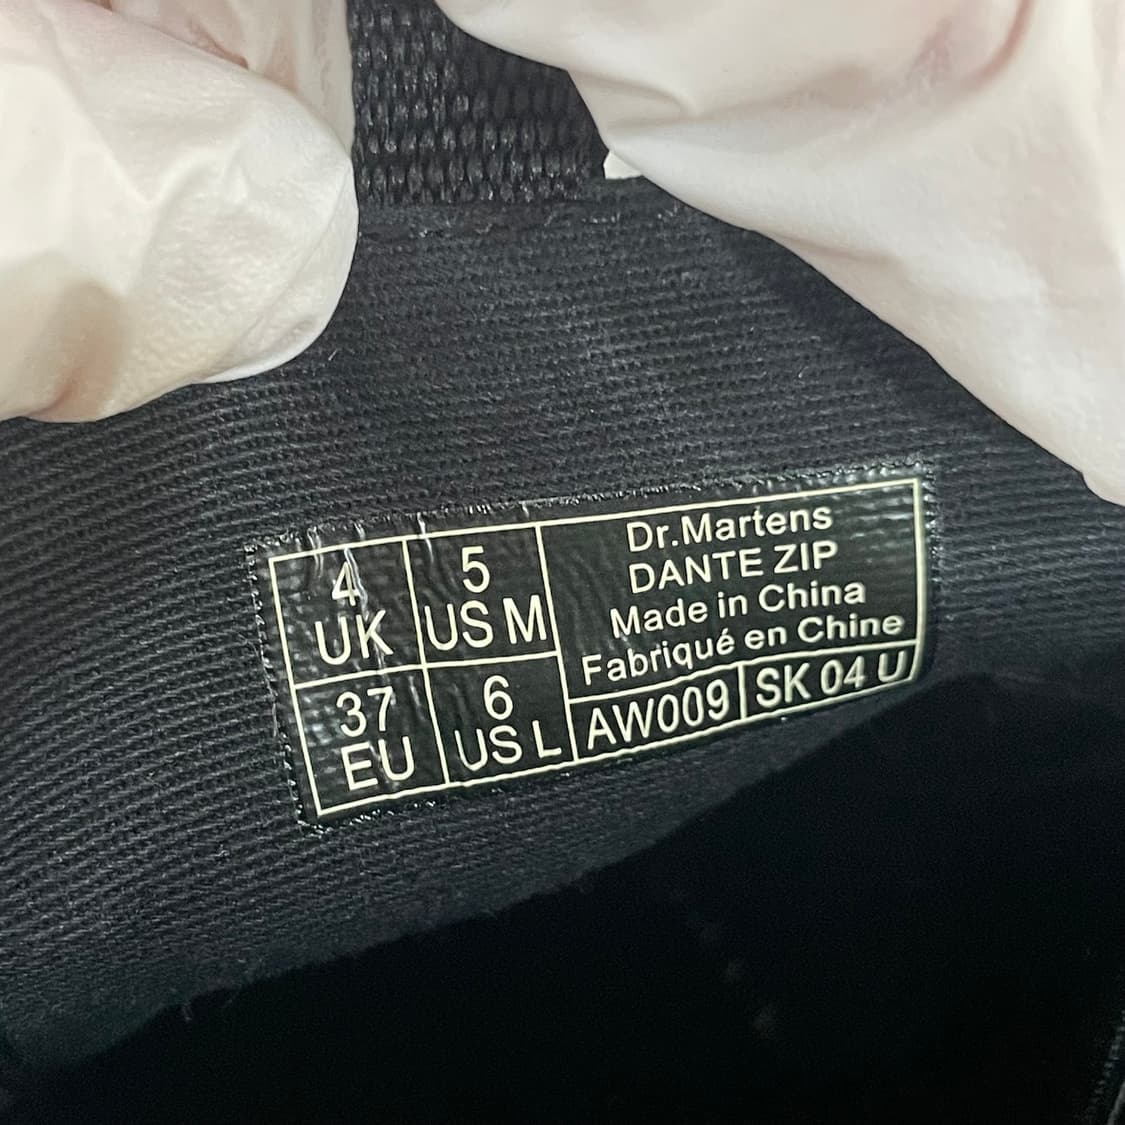 4
UK
5
US M
37
EU
6
US L
Dr.Martens
DANTE ZIP
Made in China
Fabriqué en Chine
AW009
SK 04 U